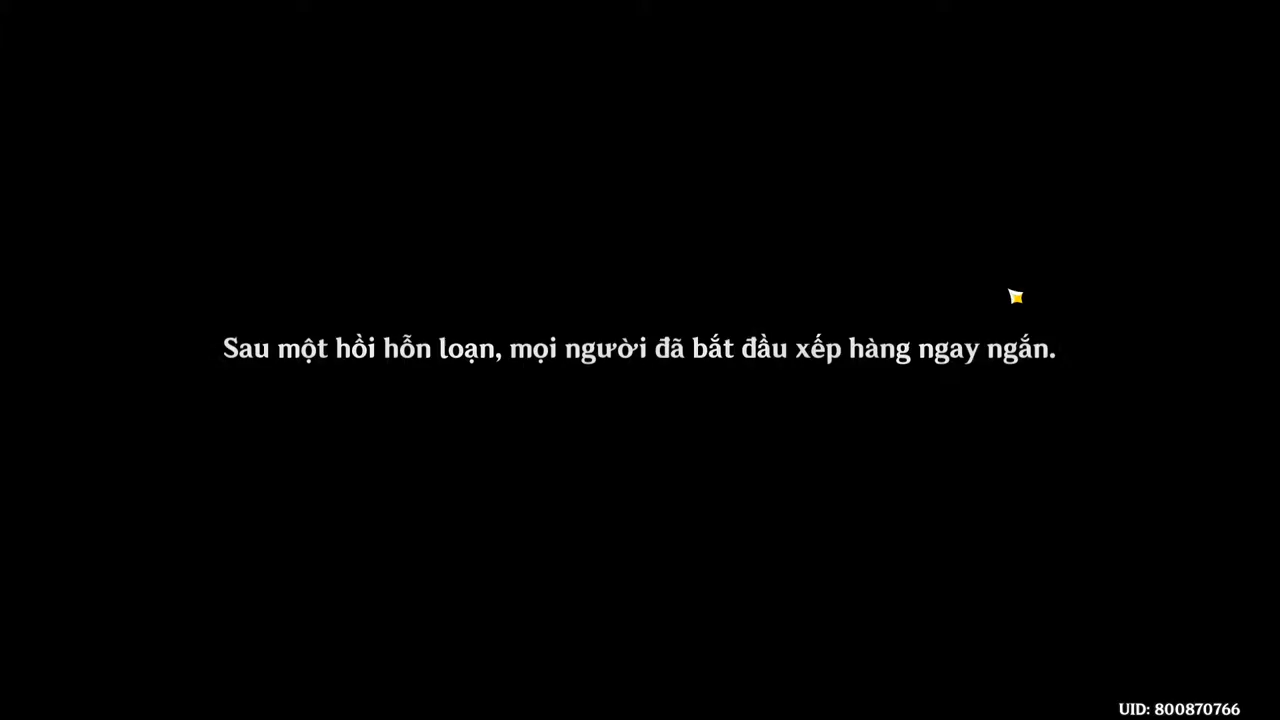 Sau một hồi hỗn loạn, mọi người đã bắt đầu xếp hàng ngay ngắn.
UID: 800870766